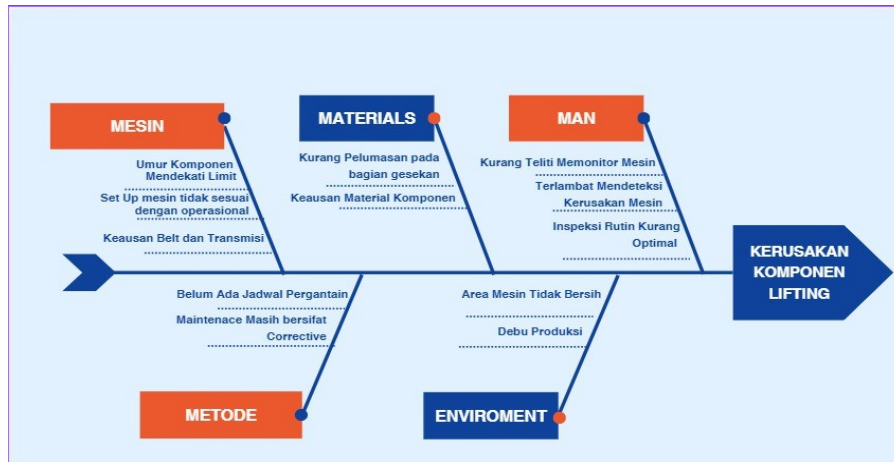 MESIN
Umur Komponen
Mendekati Limit
Set Up mesin tidak sesuai
dengan operasional
Keausan Belt dan Transmisi
MATERIALS
Kurang Pelumasan pada
bagian gesekan
Keausan Material Komponen
MAN
Kurang Teliti Memonitor Mesin
Terlambat Mendeteksi
Kerusakan Mesin
Inspeksi Rutin Kurang
Optimal
KERUSAKAN
KOMPONEN
LIFTING
Belum Ada Jadwal Pergantain
Maintenace Masih bersifat
Corrective
METODE
Area Mesin Tidak Bersih
Debu Produksi
ENVIROMENT